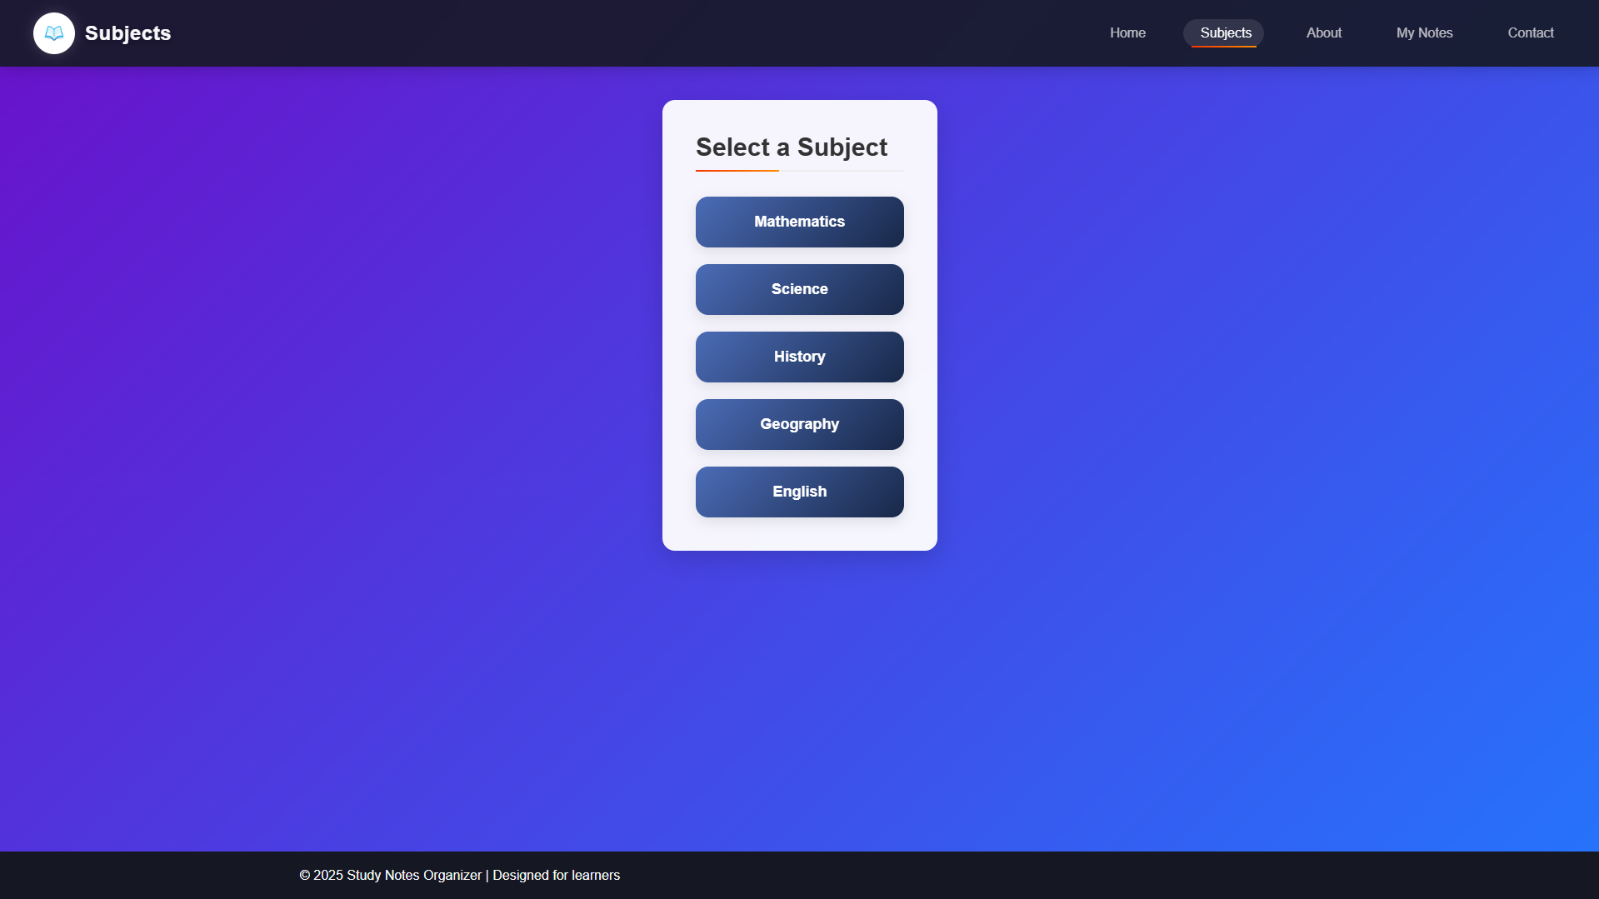 Subjects
Home
Subjects
About
My Notes
Contact
Select a Subject
Mathematics
Science
History
Geography
English
© 2025 Study Notes Organizer | Designed for learners